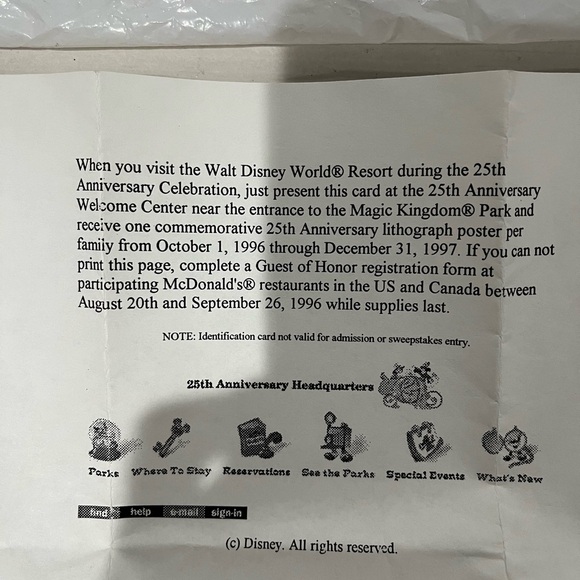 When you visit the Walt Disney World® Resort during the 25th
Anniversary Celebration, just present this card at the 25th Anniversary
Welcome Center near the entrance to the Magic Kingdom® Park and
receive one commemorative 25th Anniversary lithograph poster per
family from October 1, 1996 through December 31, 1997. If you can not
print this page, complete a Guest of Honor registration form at
participating McDonald's® restaurants in the US and Canada between
August 20th and September 26, 1996 while supplies last.
NOTE: Identification card not valid for admission or sweepstakes entry.
25th Anniversary Headquarters
Parks Where To Stay Reservations See the Parks Special Events What's New
find help e-mail sign-in
(c) Disney. All rights reserved.